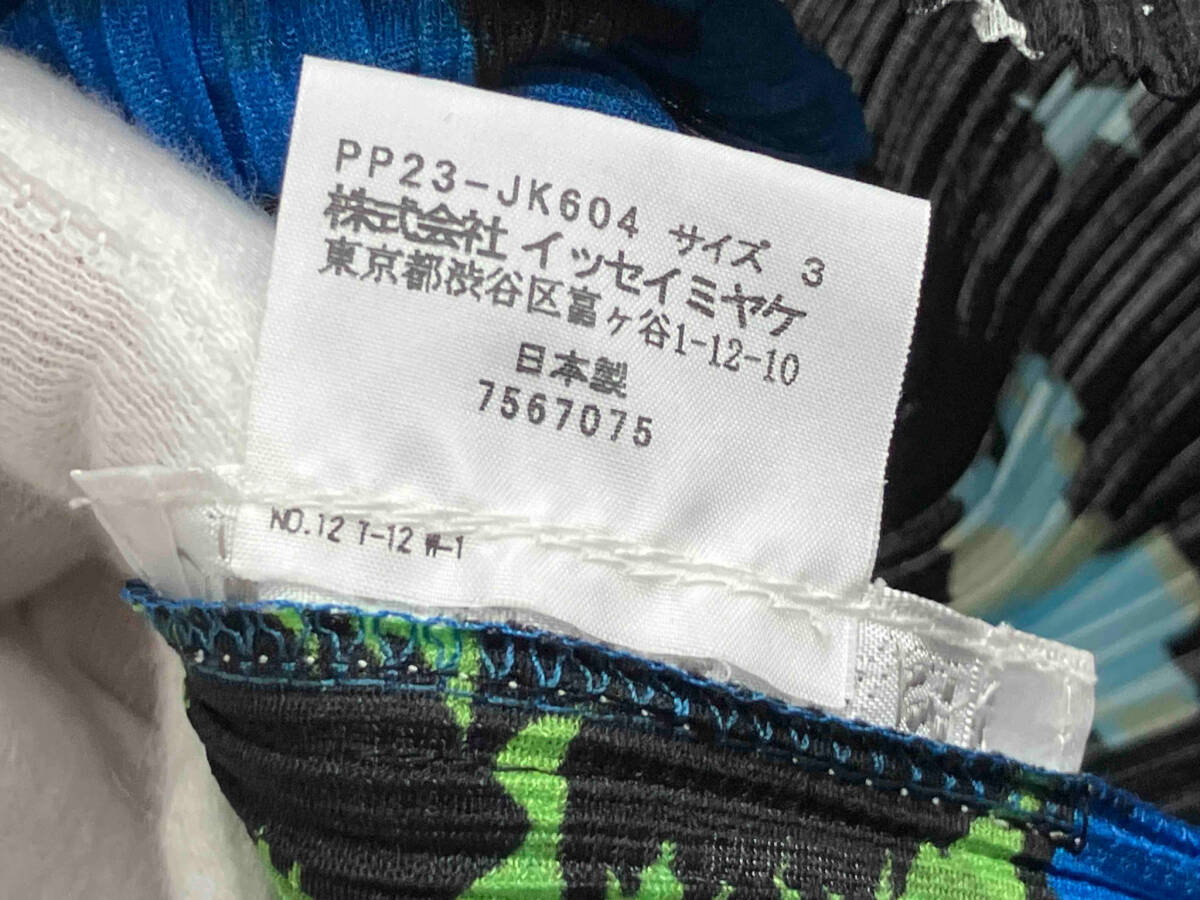 PP23-JK604 サイズ 3
株式会社 イッセイミヤケ
東京都渋谷区富ヶ谷1-12-10
日本製
7567075
NO.12 T-12 W-1